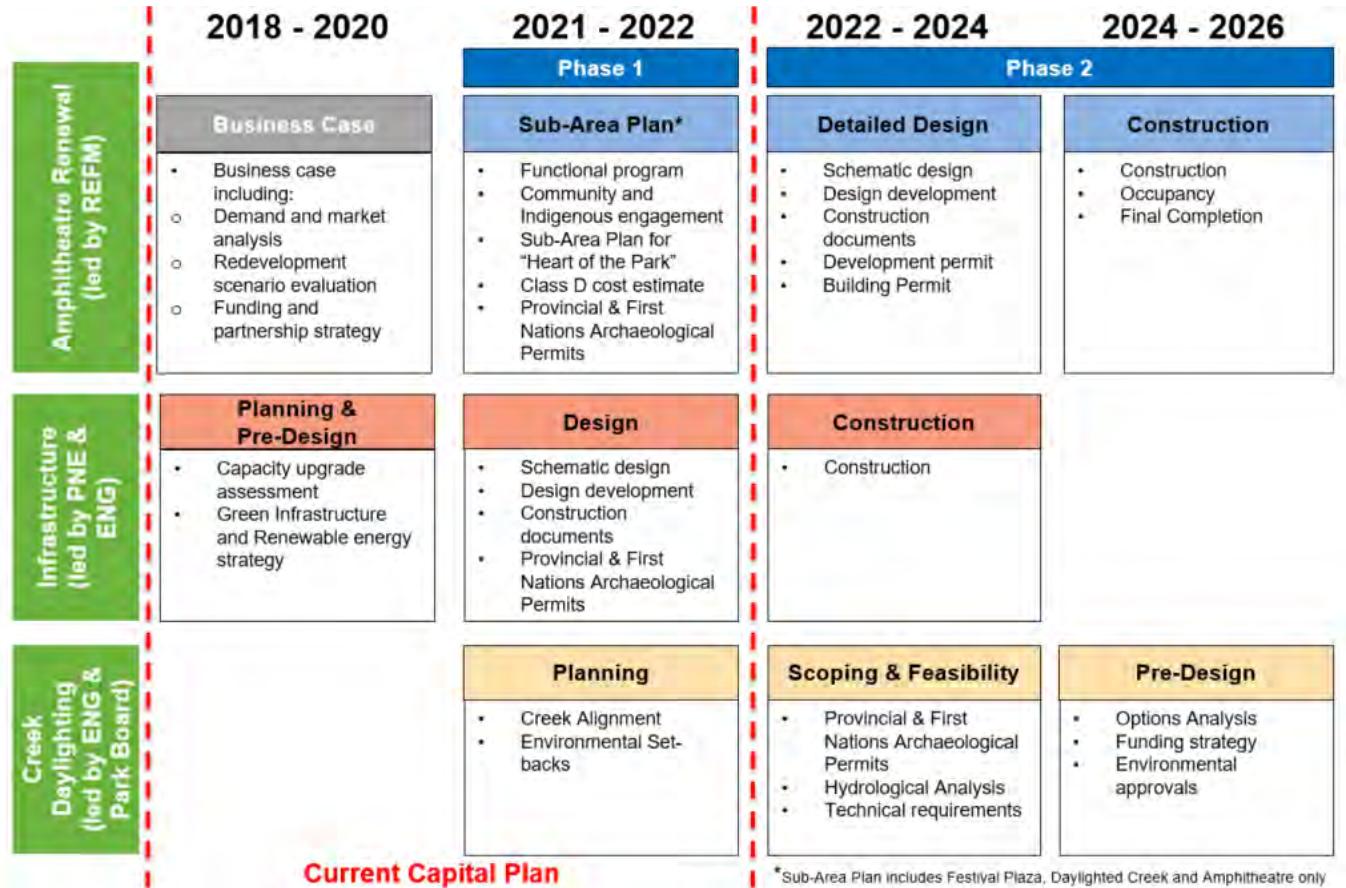 2018 - 2020
2021 - 2022
2022 - 2024
2024 - 2026
Phase 1
Phase 2
Amphitheatre Renewal
(led by REFM)
Business Case
• Business case
including:
o Demand and market
analysis
o Redevelopment
scenario evaluation
o Funding and
partnership strategy
Sub-Area Plan*
• Functional program
• Community and
Indigenous engagement
• Sub-Area Plan for
“Heart of the Park”
• Class D cost estimate
• Provincial & First
Nations Archaeological
Permits
Detailed Design
• Schematic design
• Design development
• Construction
documents
• Development permit
• Building Permit
Construction
• Construction
• Occupancy
• Final Completion
Infrastructure
(led by PNE &
ENG)
Planning &
Pre-Design
• Capacity upgrade
assessment
• Green Infrastructure
and Renewable energy
strategy
Design
• Schematic design
• Design development
• Construction
documents
• Provincial & First
Nations Archaeological
Permits
Construction
• Construction
Creek
Daylighting
(led by ENG &
Park Board)
Planning
• Creek Alignment
• Environmental Set-
backs
Scoping & Feasibility
• Provincial & First
Nations Archaeological
Permits
• Hydrological Analysis
• Technical requirements
Pre-Design
• Options Analysis
• Funding strategy
• Environmental
approvals
Current Capital Plan
*Sub-Area Plan includes Festival Plaza, Daylighted Creek and Amphitheatre only